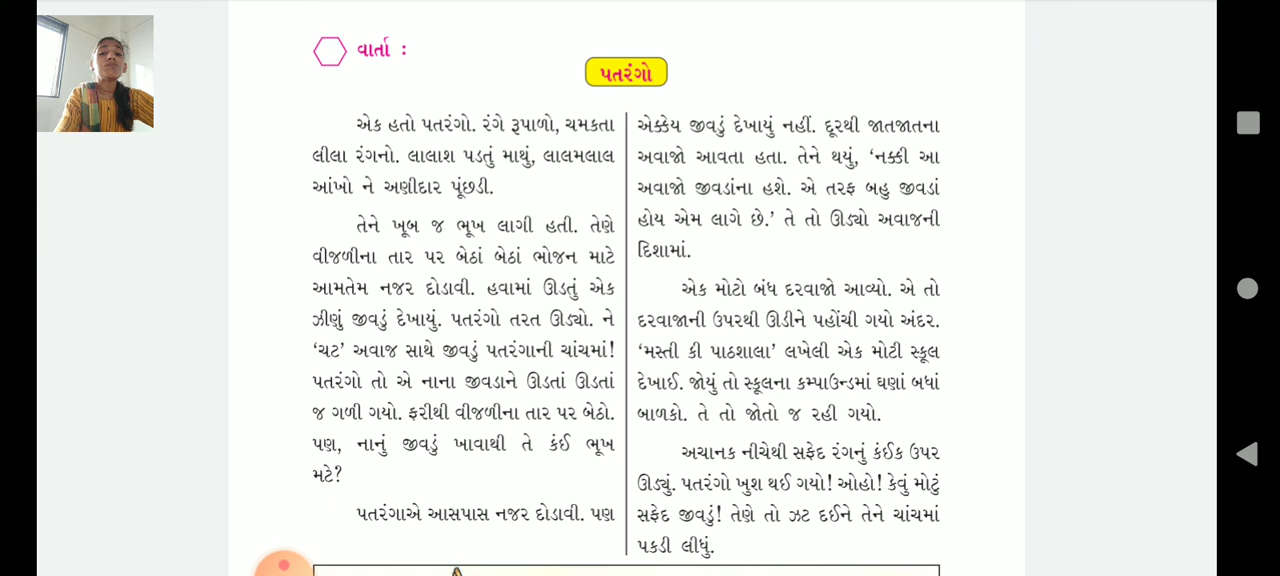 વાર્તા :
પતરંગો
એક હતો પતરંગો. રંગે રૂપાળો, ચમકતા
લીલા રંગનો. લાલાશ પડતું માથું, લાલમલાલ
આંખો ને અણીદાર પૂંછડી.
તેને ખૂબ જ ભૂખ લાગી હતી. તેણે
વીજળીના તાર પર બેઠાં બેઠાં ભોજન માટે
આમતેમ નજર દોડાવી. હવામાં ઊડતું એક
ઝીણું જીવડું દેખાયું. પતરંગો તરત ઊડ્યો. ને
‘ચટ’ અવાજ સાથે જીવડું પતરંગાની ચાંચમાં!
પતરંગો તો એ નાના જીવડાને ઊડતાં ઊડતાં
જ ગળી ગયો. ફરીથી વીજળીના તાર પર બેઠો.
પણ, નાનું જીવડું ખાવાથી તે કંઈ ભૂખ
મટે?
પતરંગાએ આસપાસ નજર દોડાવી. પણ
એક્કેય જીવડું દેખાયું નહીં. દૂરથી જાતજાતના
અવાજો આવતા હતા. તેને થયું, ‘નક્કી આ
અવાજો જીવડાંના હશે. એ તરફ બહુ જીવડાં
હોય એમ લાગે છે.’ તે તો ઊડ્યો અવાજની
દિશામાં.
એક મોટો બંધ દરવાજો આવ્યો. એ તો
દરવાજાની ઉપરથી ઊડીને પહોંચી ગયો અંદર.
‘મસ્તી કી પાઠશાલા’ લખેલી એક મોટી સ્કૂલ
દેખાઈ. જોયું તો સ્કૂલના કમ્પાઉન્ડમાં ઘણાં બધાં
બાળકો. તે તો જોતો જ રહી ગયો.
અચાનક નીચેથી સફેદ રંગનું કંઈક ઉપર
ઊડ્યું. પતરંગો ખુશ થઈ ગયો! ઓહો! કેવું મોટું
સફેદ જીવડું! તેણે તો ઝટ દઈને તેને ચાંચમાં
પકડી લીધું.